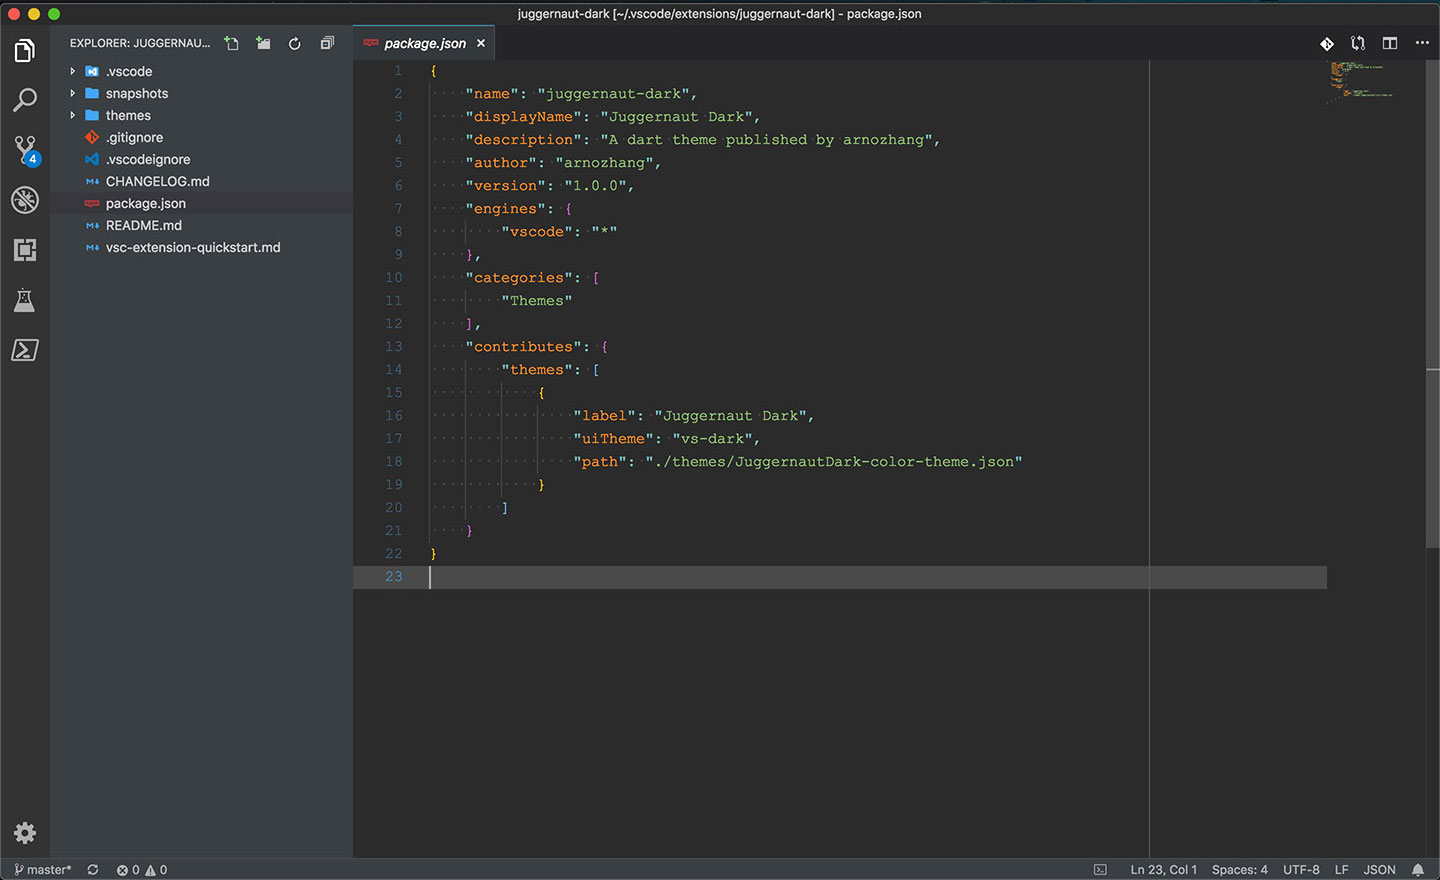 juggernaut-dark [~/.vscode/extensions/juggernaut-dark] - package.json
EXPLORER: JUGGERNAU...
.vscode
snapshots
themes
.gitignore
.vscodeignore
CHANGELOG.md
package.json
README.md
vsc-extension-quickstart.md
4
package.json
1 {
2 "name": "juggernaut-dark",
3 "displayName": "Juggernaut Dark",
4 "description": "A dart theme published by arnozhang",
5 "author": "arnozhang",
6 "version": "1.0.0",
7 "engines": {
8 "vscode": "*"
9 },
10 "categories": [
11 "Themes"
12 ],
13 "contributes": {
14 "themes": [
15 {
16 "label": "Juggernaut Dark",
17 "uiTheme": "vs-dark",
18 "path": "./themes/JuggernautDark-color-theme.json"
19 }
20 ]
21 }
22 }
23
master* 0 0 Ln 23, Col 1 Spaces: 4 UTF-8 LF JSON